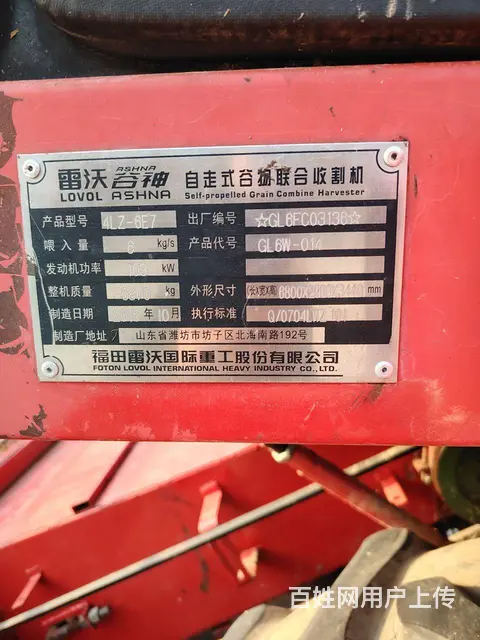 雷沃 ASHNA 谷神 自走式谷物联合收割机
LOVOL ASHNA Self-propelled Grain Combine Harvester
产品型号 4LZ-6E7 出厂编号 ☆GL6FC03136☆
喂入量 6 kg/s 产品代号 GL6W-014
发动机功率 kW
整机质量 kg 外形尺寸 (长)X(宽)X(高) mm
制造日期 年 10月 执行标准
制造厂地址 山东省潍坊市坊子区北海南路192号
福田雷沃国际重工股份有限公司
FOTON LOVOL INTERNATIONAL HEAVY INDUSTRY CO.,LTD.
百姓网用户上传